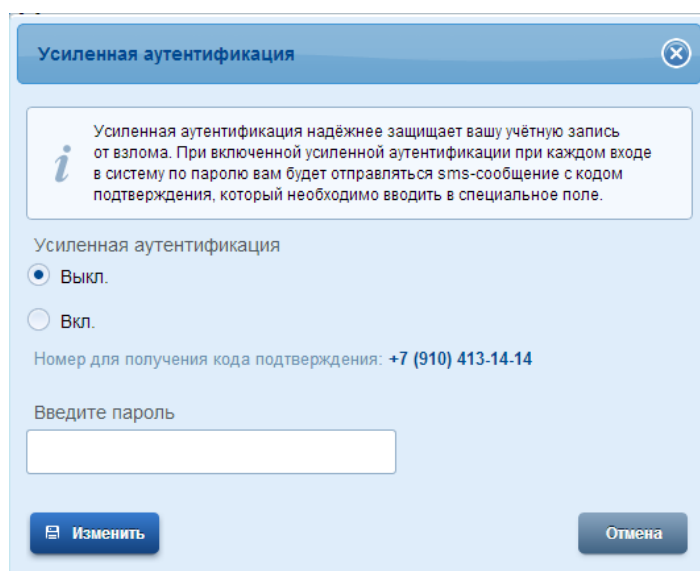 Усиленная аутентификация
Усиленная аутентификация надёжнее защищает вашу учётную запись
от взлома. При включенной усиленной аутентификации при каждом входе
в систему по паролю вам будет отправляться sms-сообщение с кодом
подтверждения, который необходимо вводить в специальное поле.
Усиленная аутентификация
Выкл.
Вкл.
Номер для получения кода подтверждения: +7 (910) 413-14-14
Введите пароль
Изменить
Отмена